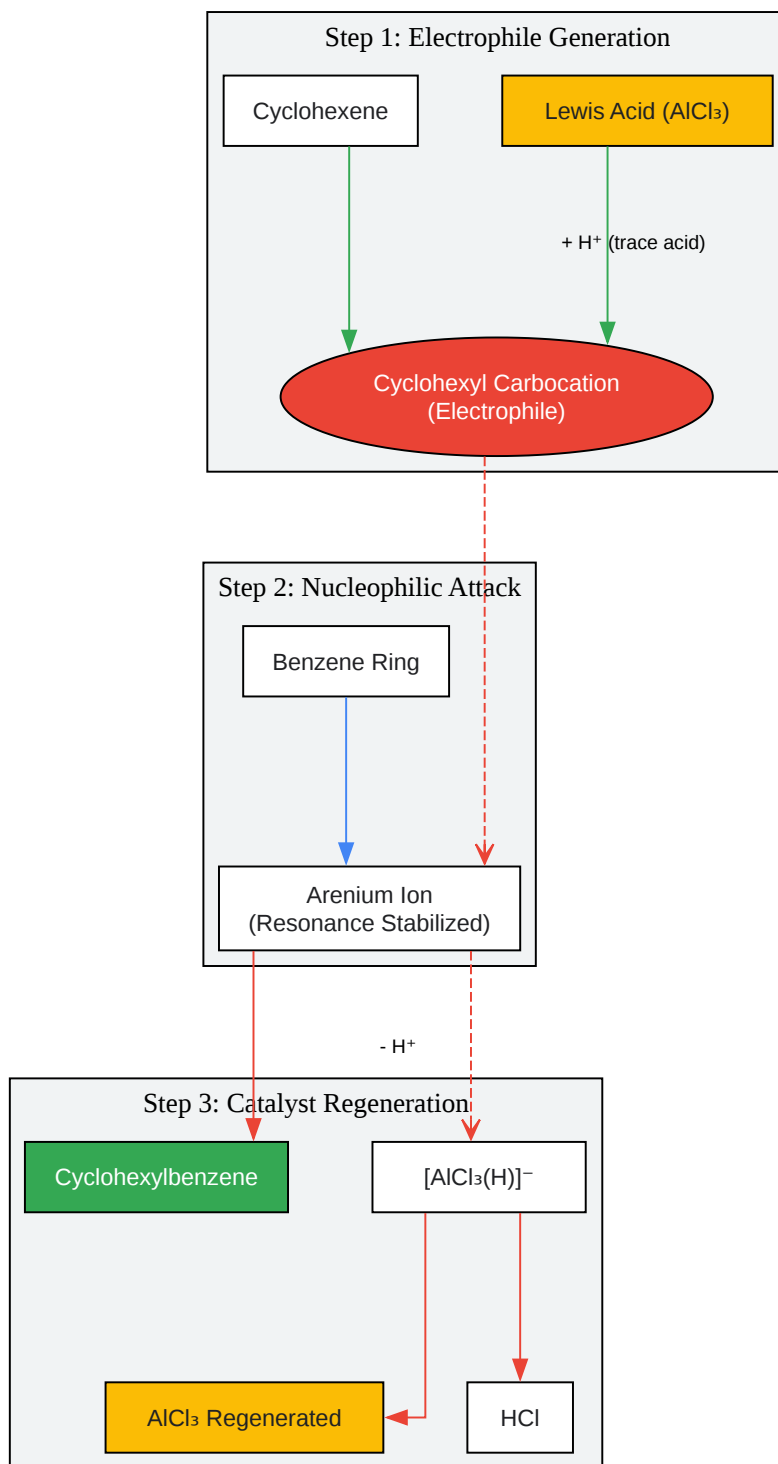 Step 1: Electrophile Generation
Cyclohexene
Lewis Acid (AlCl₃)
+ H⁺ (trace acid)
Cyclohexyl Carbocation
(Electrophile)
Step 2: Nucleophilic Attack
Benzene Ring
Arenium Ion
(Resonance Stabilized)
- H⁺
Step 3: Catalyst Regeneration
Cyclohexylbenzene
[AlCl₃(H)]⁻
AlCl₃ Regenerated
HCl